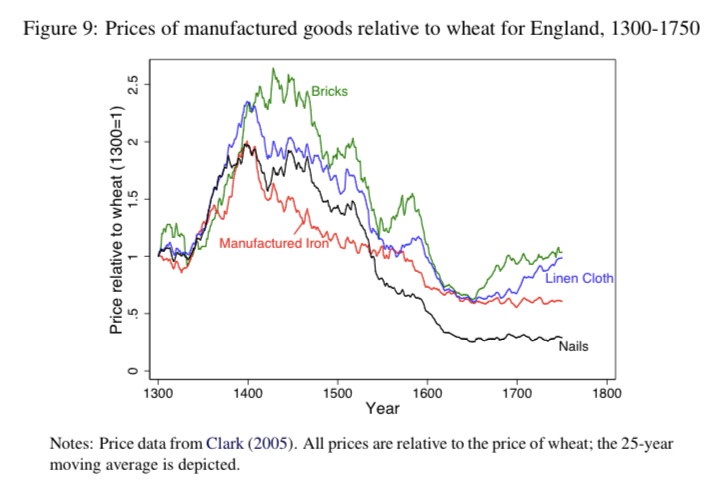 Figure 9: Prices of manufactured goods relative to wheat for England, 1300-1750
Price relative to wheat (1300=1)
2.5
2
1.5
1
.5
0
Bricks
Manufactured Iron
Linen Cloth
Nails
1300 1400 1500 1600 1700 1800
Year
Notes: Price data from Clark (2005). All prices are relative to the price of wheat; the 25-year
moving average is depicted.